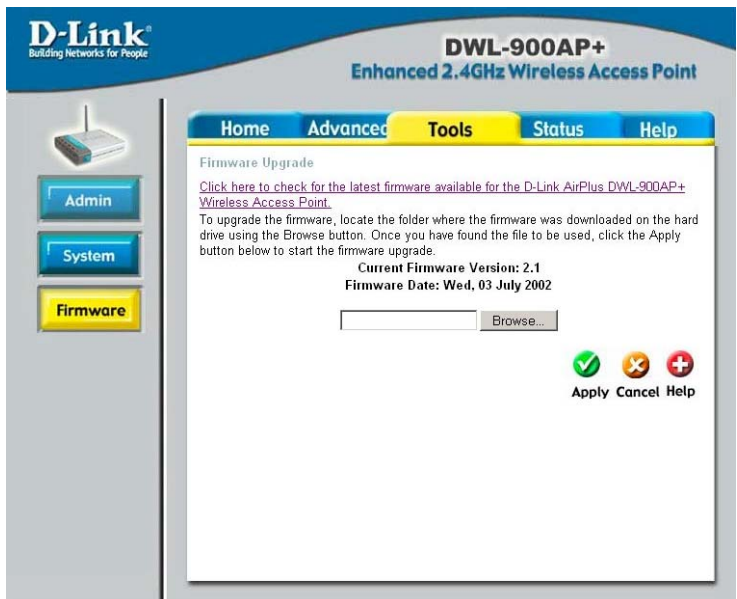 D-Link
Building Networks for People
DWL-900AP+
Enhanced 2.4GHz Wireless Access Point
Home Advanced Tools Status Help
Admin
System
Firmware
Firmware Upgrade
Click here to check for the latest firmware available for the D-Link AirPlus DWL-900AP+
Wireless Access Point.
To upgrade the firmware, locate the folder where the firmware was downloaded on the hard
drive using the Browse button. Once you have found the file to be used, click the Apply
button below to start the firmware upgrade.
Current Firmware Version: 2.1
Firmware Date: Wed, 03 July 2002
Browse...
Apply Cancel Help